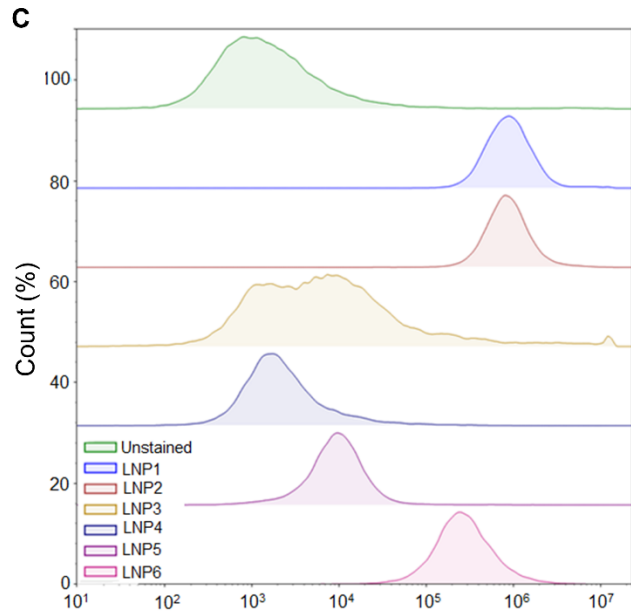 C
100
80
60
40
20
0
Count (%)
Unstained
LNP1
LNP2
LNP3
LNP4
LNP5
LNP6
10¹ 10² 10³ 10⁴ 10⁵ 10⁶ 10⁷